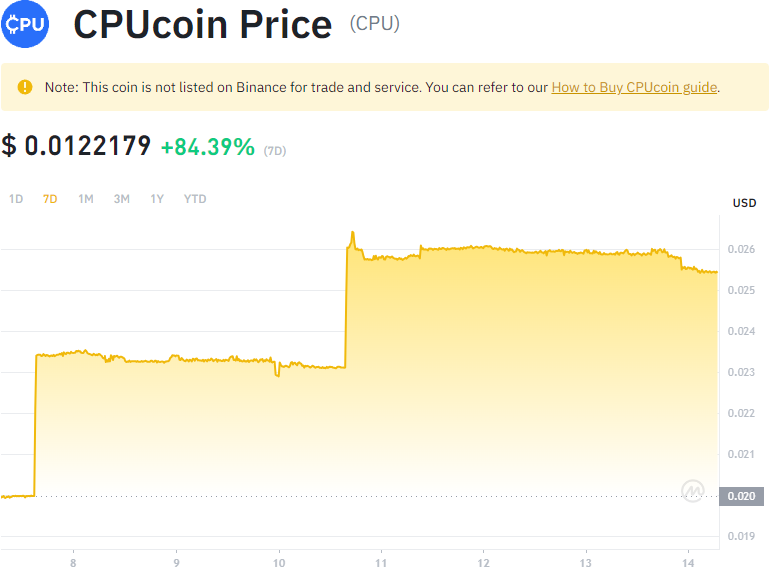 ₵PU
CPUcoin Price (CPU)
Note: This coin is not listed on Binance for trade and service. You can refer to our How to Buy CPUcoin guide.
$ 0.0122179 +84.39% (7D)
1D 7D 1M 3M 1Y YTD
USD
0.026
0.025
0.024
0.023
0.022
0.021
0.020
0.019
8 9 10 11 12 13 14